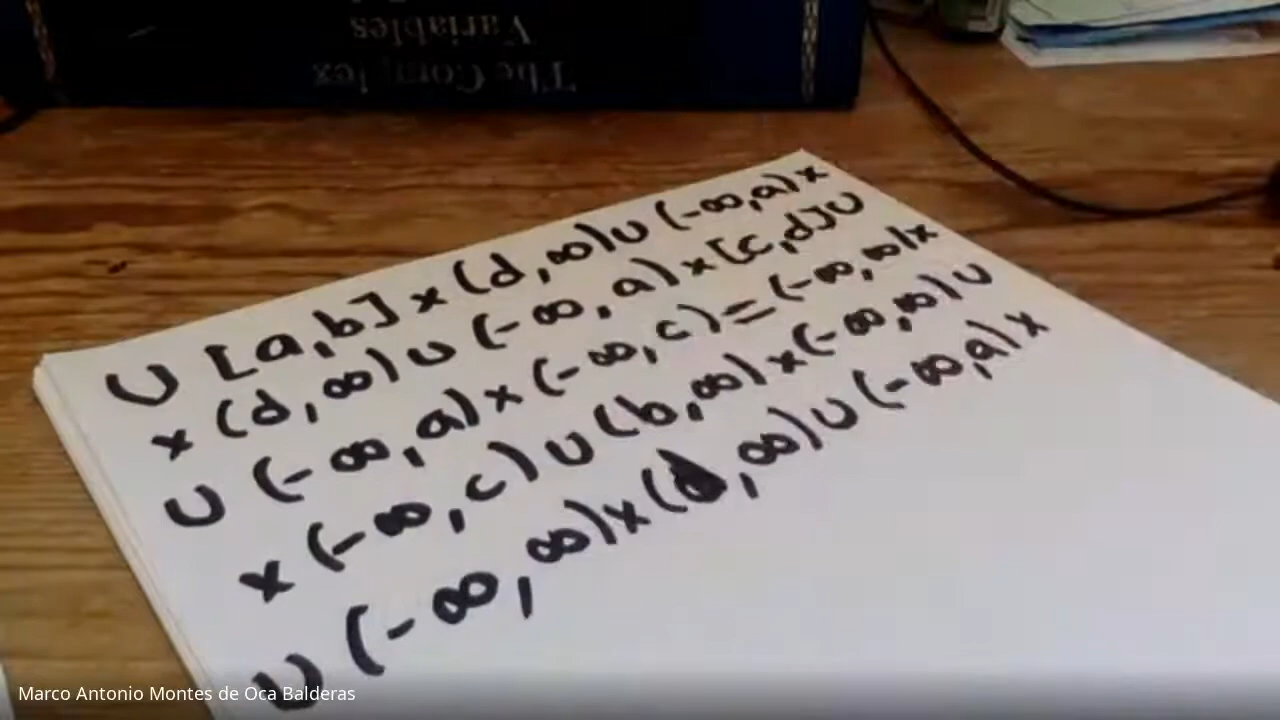 The Complex
Variables
∪ [a,b] × (d,∞)∪(-∞,a)×
× (d,∞)∪(-∞,a)×[c,d]∪
∪ (-∞,a)×(-∞,c)=(-∞,∞)×
× (-∞,c)∪(b,∞)×(-∞,∞)∪
∪ (-∞,∞)×(d,∞)∪(-∞,a)×
Marco Antonio Montes de Oca Balderas